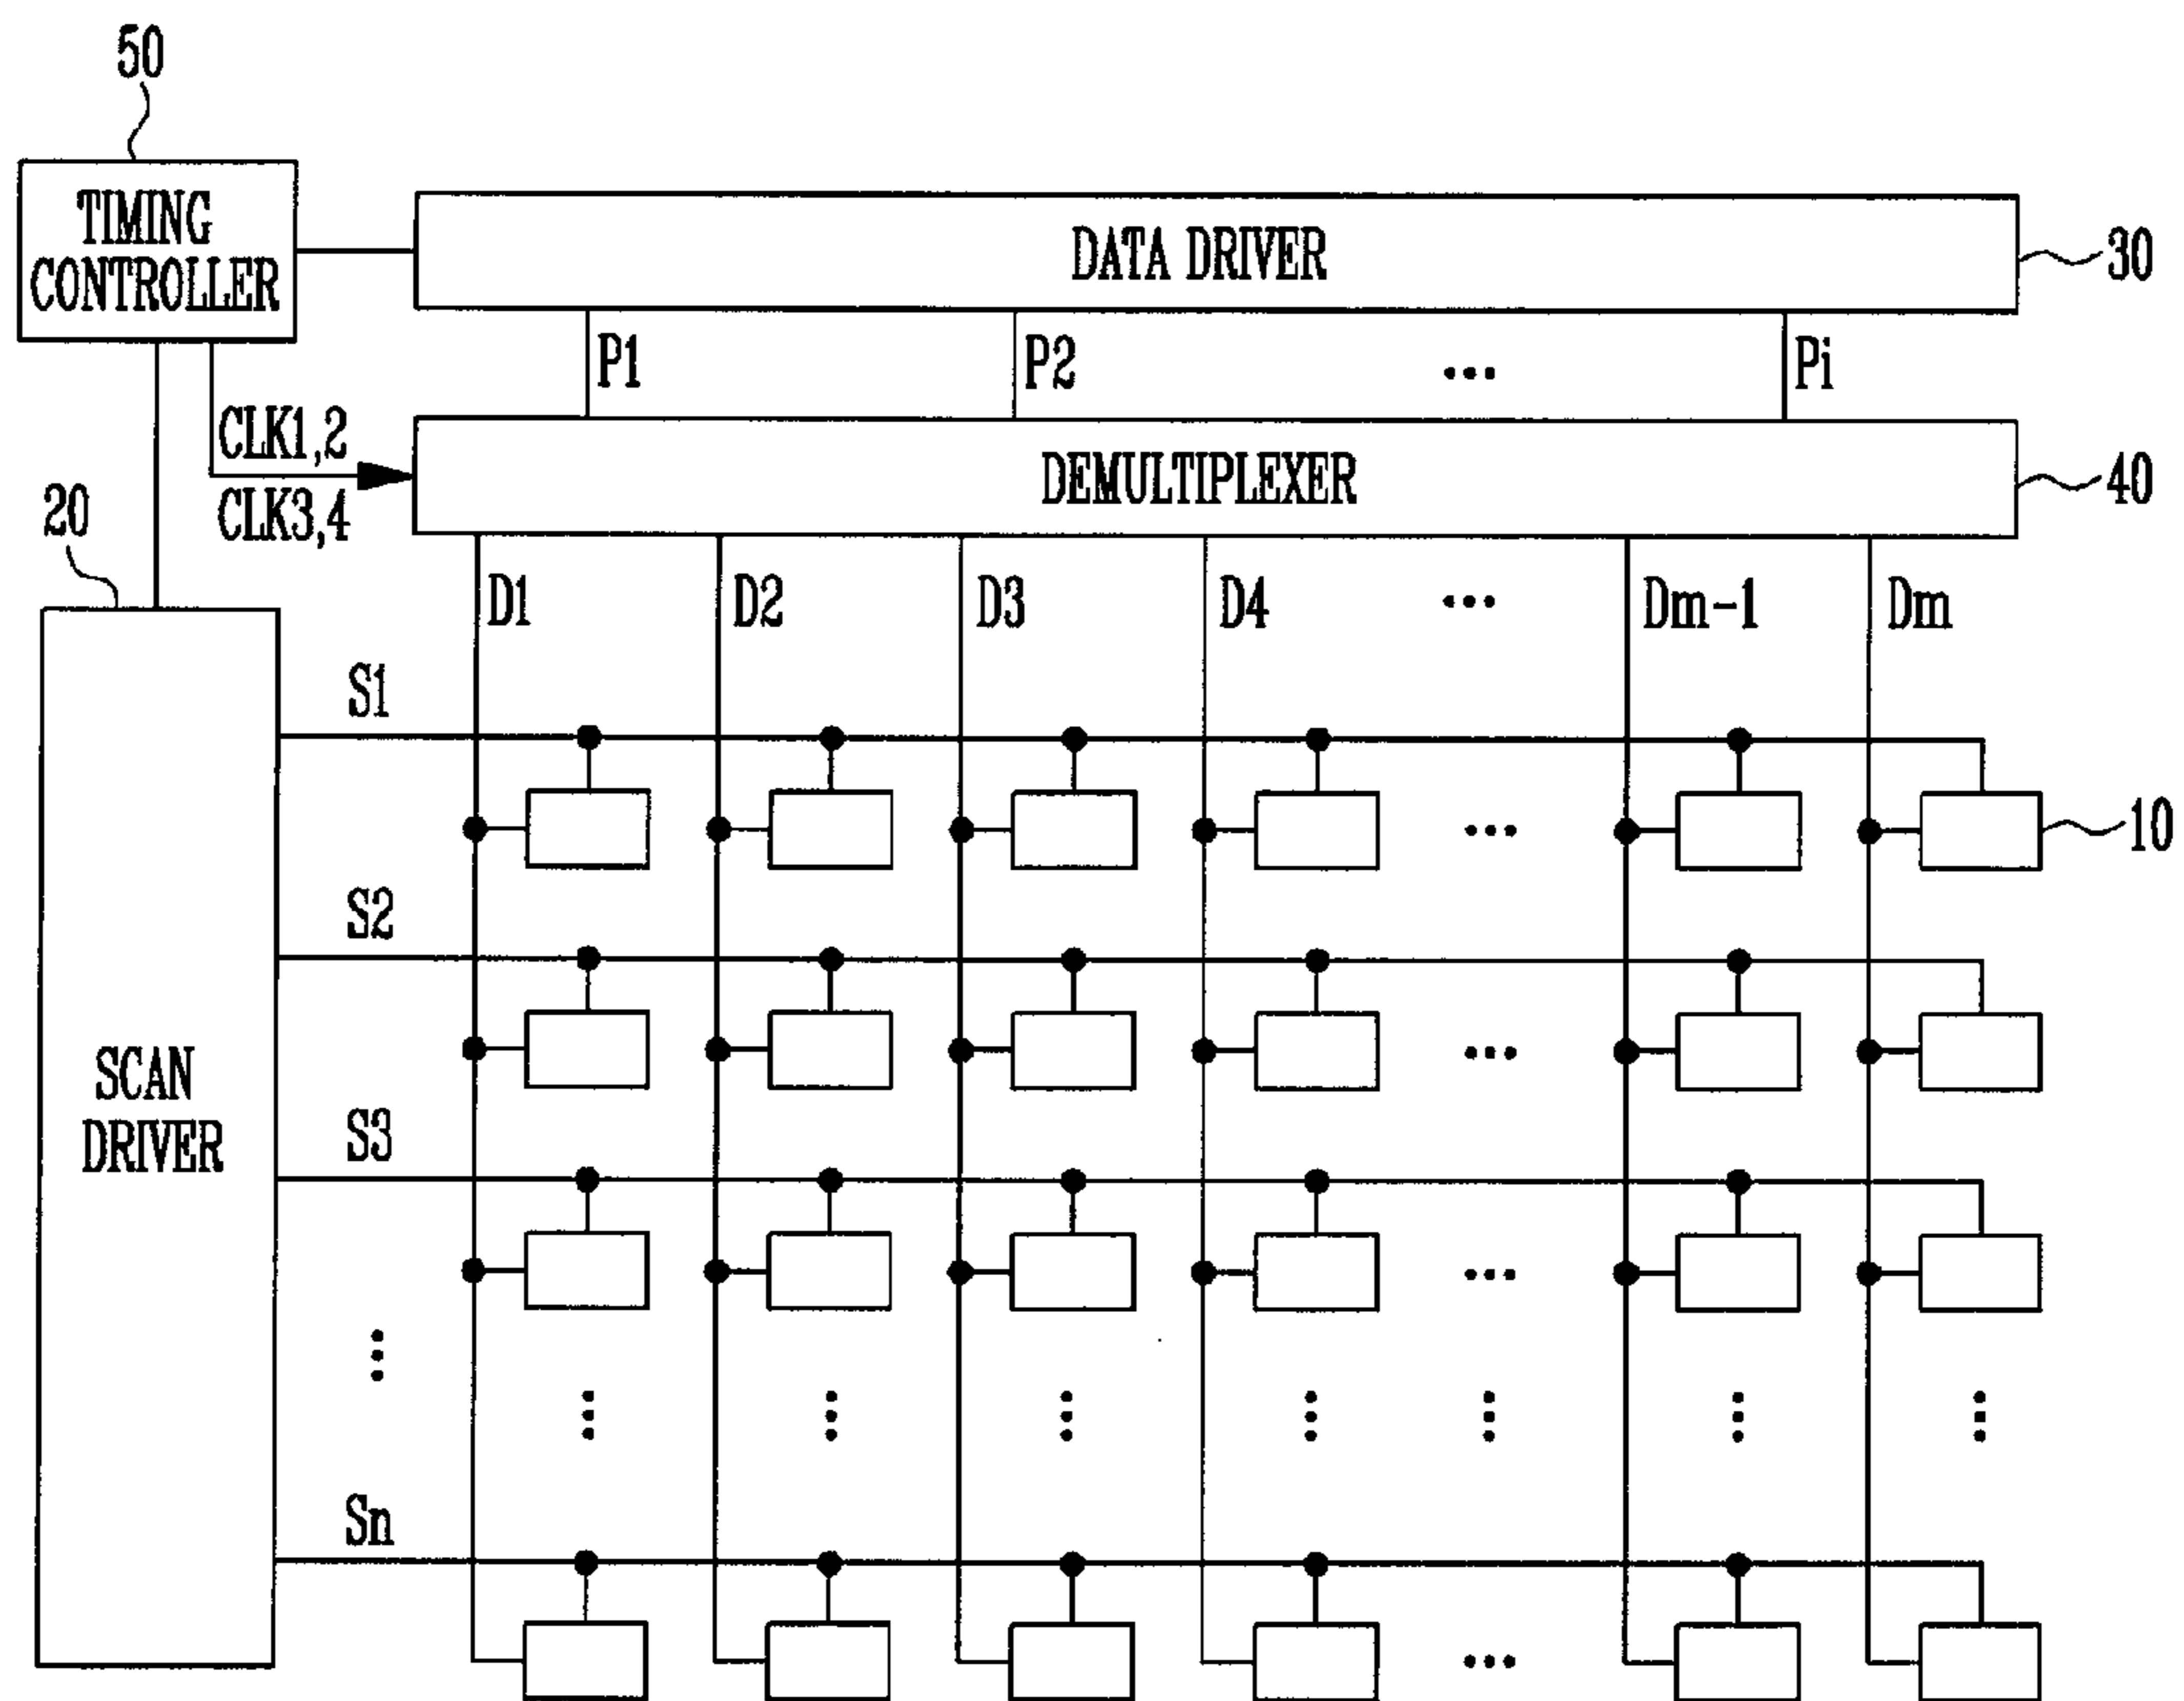 50
TIMING
CONTROLLER
DATA DRIVER
30
P1 P2 ... Pi
CLK1,2
CLK3,4
DEMULTIPLEXER
40
20
D1 D2 D3 D4 ... Dm-1 Dm
S1
... 10
S2
...
SCAN
DRIVER
S3
...
Sn
...